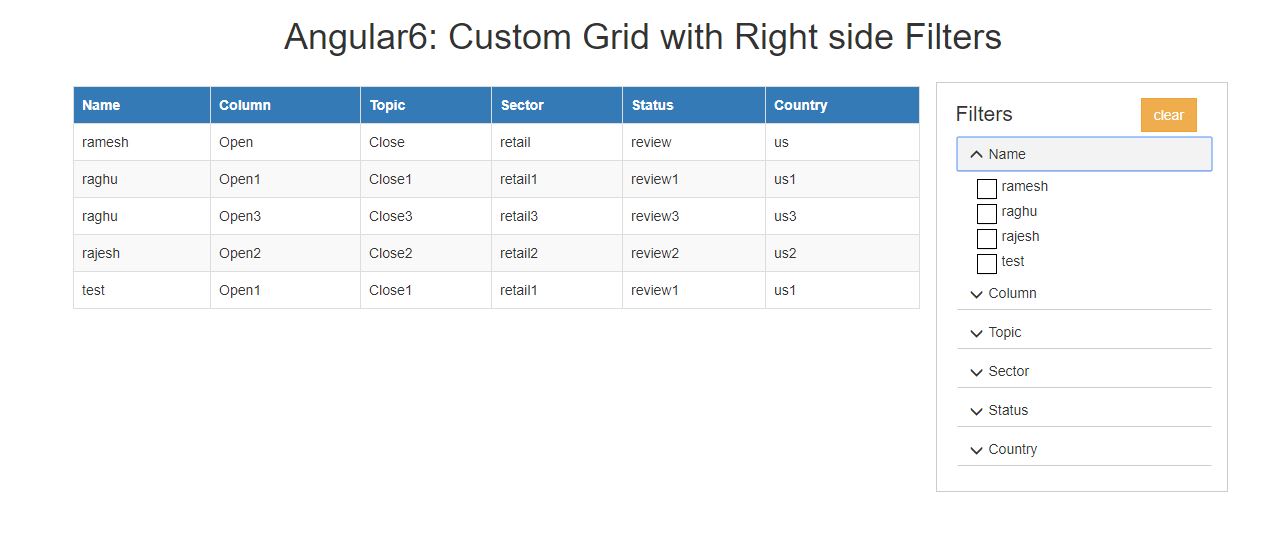 Angular6: Custom Grid with Right side Filters
Name Column Topic Sector Status Country
ramesh Open Close retail review us
raghu Open1 Close1 retail1 review1 us1
raghu Open3 Close3 retail3 review3 us3
rajesh Open2 Close2 retail2 review2 us2
test Open1 Close1 retail1 review1 us1
Filters clear
Name
ramesh
raghu
rajesh
test
Column
Topic
Sector
Status
Country